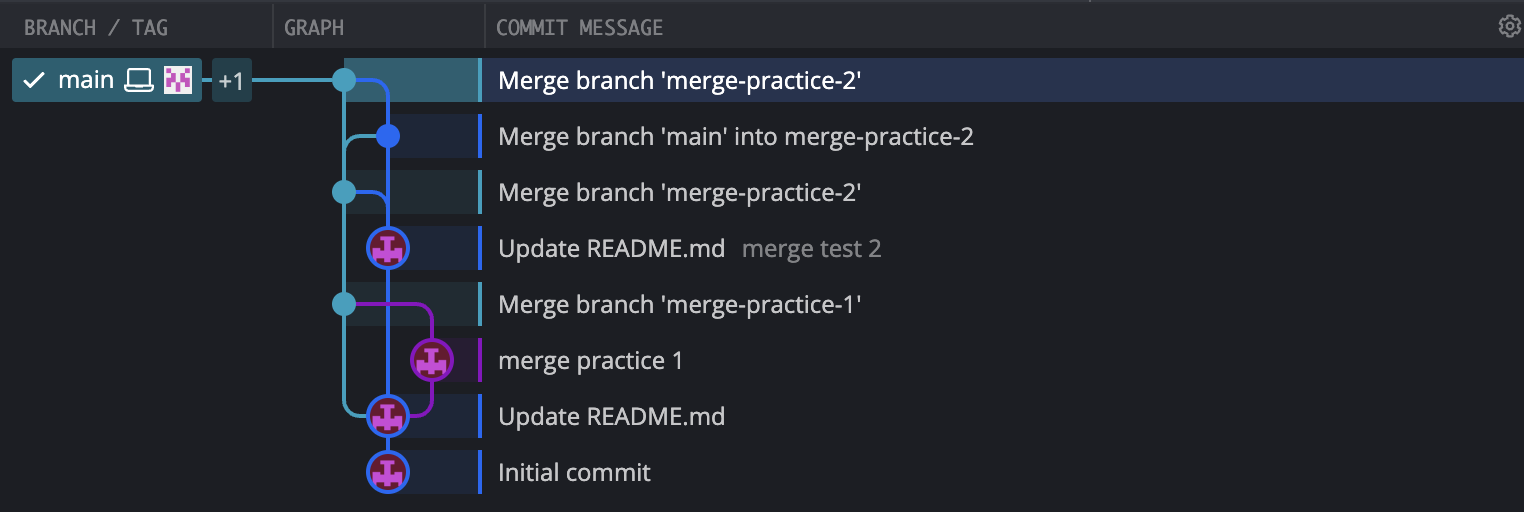 BRANCH / TAG GRAPH COMMIT MESSAGE
main +1 Merge branch 'merge-practice-2'
Merge branch 'main' into merge-practice-2
Merge branch 'merge-practice-2'
Update README.md merge test 2
Merge branch 'merge-practice-1'
merge practice 1
Update README.md
Initial commit